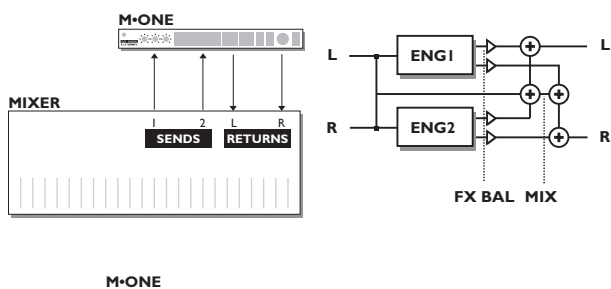 M•ONE
MIXER
1 2 L R
SENDS RETURNS
L ENG1 L
R ENG2 R
FX BAL MIX
M•ONE